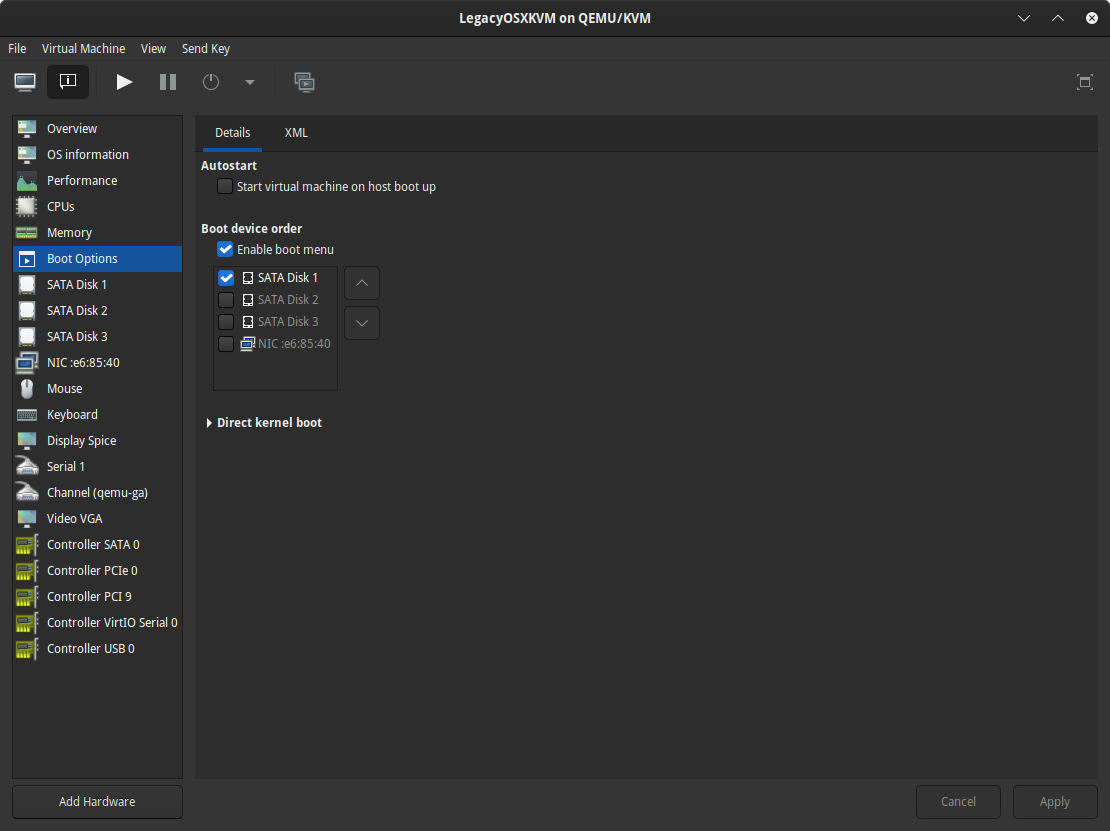 LegacyOSXKVM on QEMU/KVM
File Virtual Machine View Send Key
Overview
OS information
Performance
CPUs
Memory
Boot Options
SATA Disk 1
SATA Disk 2
SATA Disk 3
NIC :e6:85:40
Mouse
Keyboard
Display Spice
Serial 1
Channel (qemu-ga)
Video VGA
Controller SATA 0
Controller PCIe 0
Controller PCI 9
Controller VirtIO Serial 0
Controller USB 0
Add Hardware
Details XML
Autostart
Start virtual machine on host boot up
Boot device order
Enable boot menu
SATA Disk 1
SATA Disk 2
SATA Disk 3
NIC :e6:85:40
Direct kernel boot
Cancel Apply